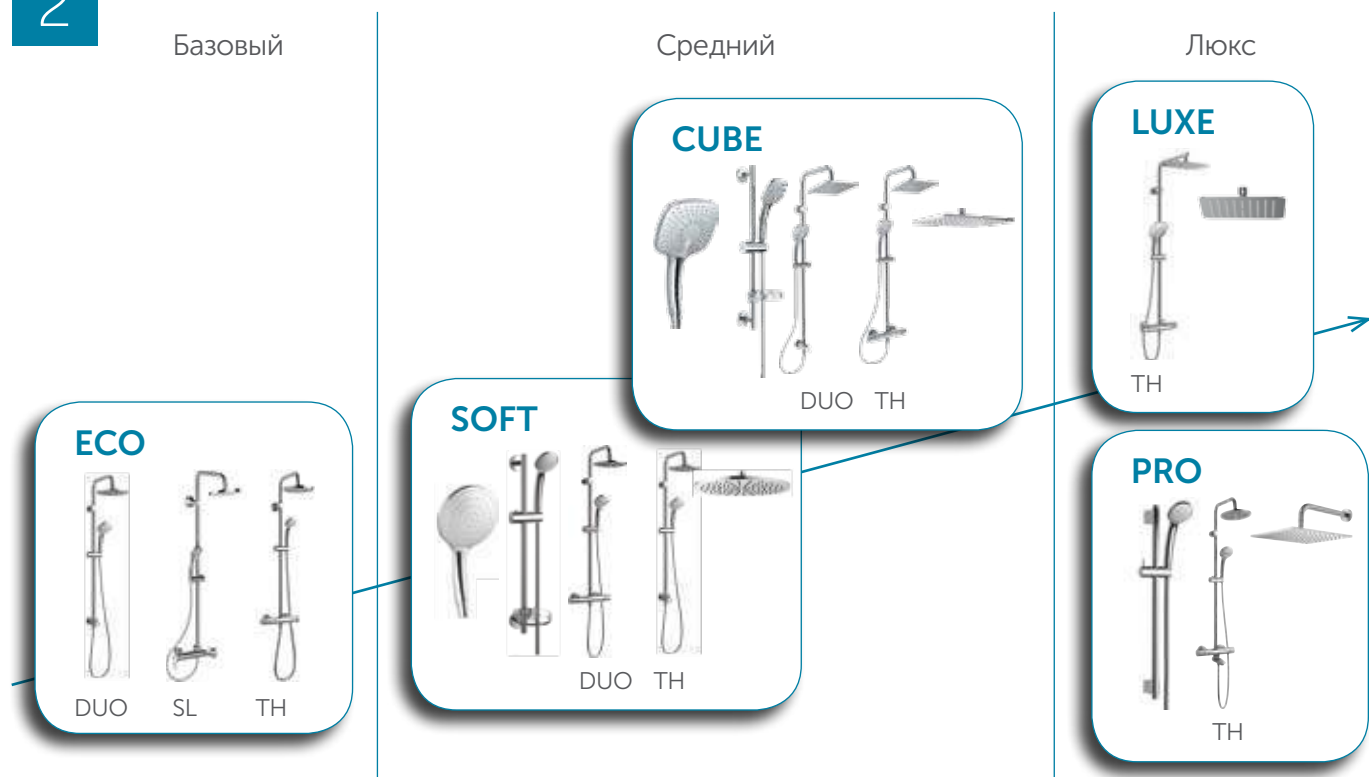 2
Базовый
Средний
Люкс
CUBE
DUO TH
LUXE
TH
SOFT
DUO TH
ECO
DUO SL TH
PRO
TH